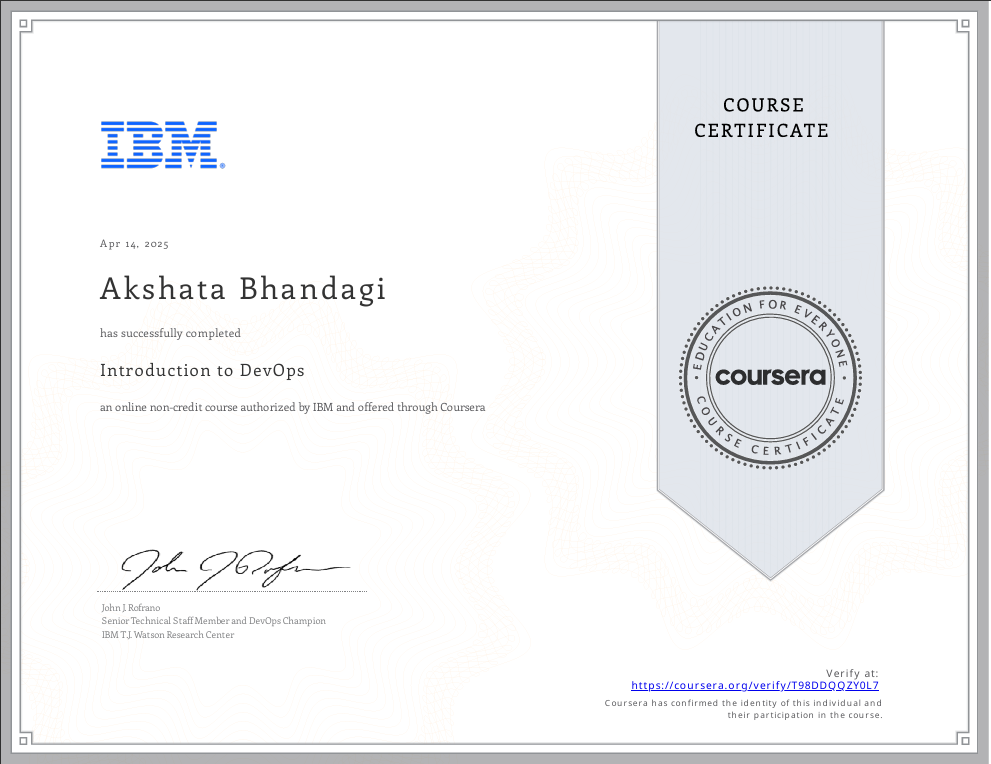 COURSE
CERTIFICATE
IBM®
Apr 14, 2025
Akshata Bhandagi
has successfully completed
Introduction to DevOps
an online non-credit course authorized by IBM and offered through Coursera
EDUCATION FOR EVERYONE
coursera
COURSE CERTIFICATE
John J Rofrano
John J. Rofrano
Senior Technical Staff Member and DevOps Champion
IBM T.J. Watson Research Center
Verify at:
https://coursera.org/verify/T98DDQQZY0L7
Coursera has confirmed the identity of this individual and
their participation in the course.